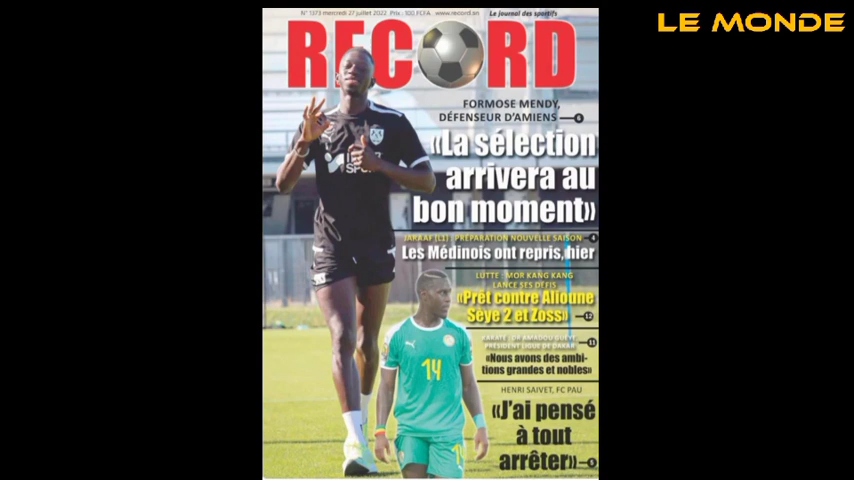 LE MONDE
N° 1373 mercredi 27 juillet 2022 Prix : 100 FCFA www.record.sn Le journal des sportifs
RECORD
FORMOSE MENDY,
DÉFENSEUR D'AMIENS
«La sélection
arrivera au
bon moment»
JARAAF (L1) : PRÉPARATION NOUVELLE SAISON
Les Médinois ont repris, hier
LUTTE : MOR KANG KANG
LANCE SES DÉFIS
«Prêt contre Alioune
Sèye 2 et Zoss» 12
KARATÉ : DR AMADOU GUÈYE,
PRÉSIDENT LIGUE DE DAKAR 11
«Nous avons des ambi-
tions grandes et nobles»
HENRI SAIVET, FC PAU
«J'ai pensé
à tout
arrêter»
14